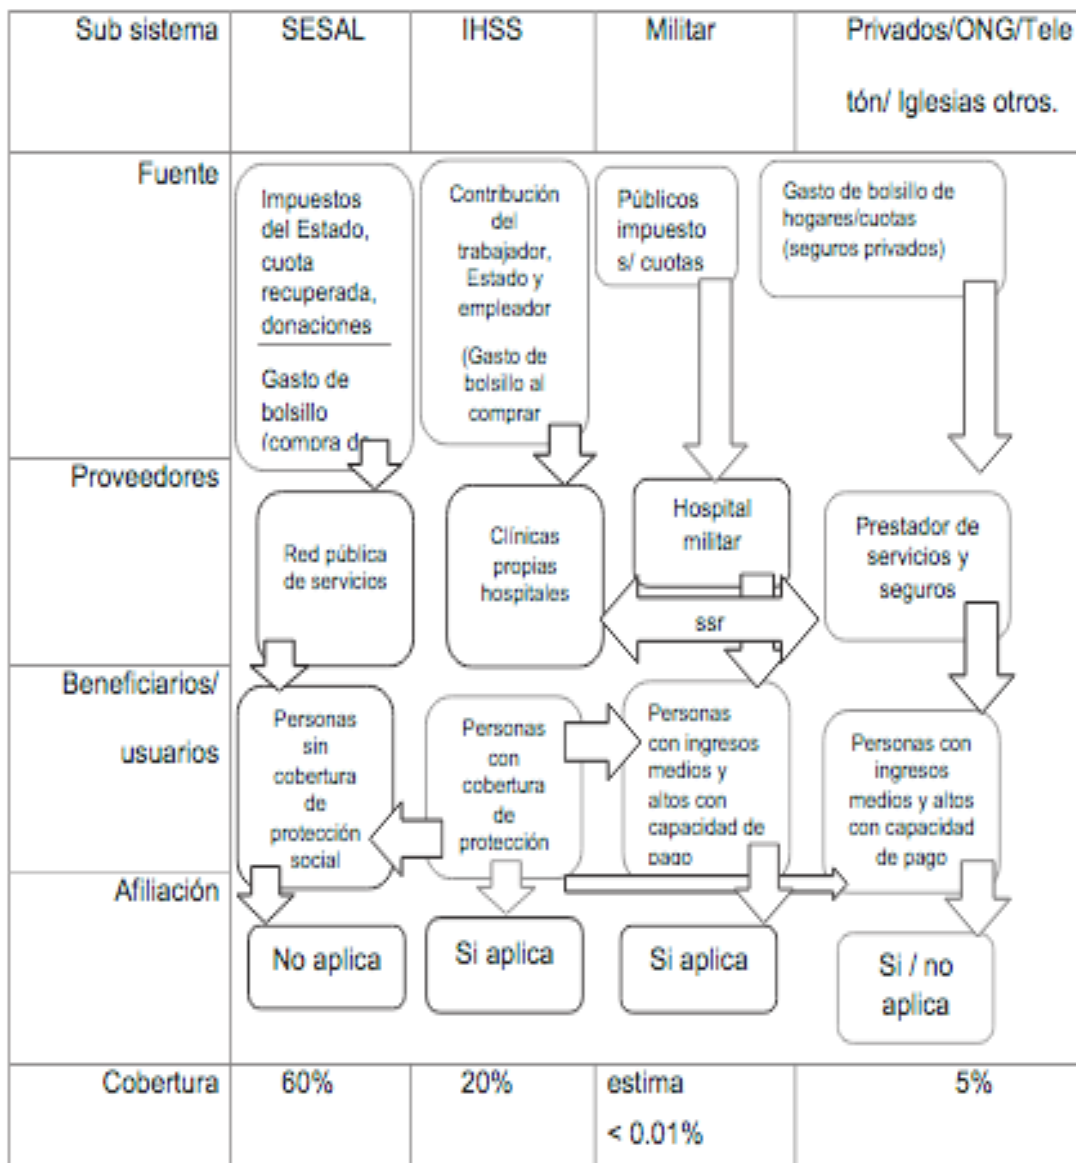 Sub sistema
SESAL
IHSS
Militar
Privados/ONG/Tele
tón/ Iglesias otros.
Fuente
Impuestos
del Estado,
cuota
recuperada,
donaciones
Gasto de
bolsillo
(compra de
Contribución
del
trabajador,
Estado y
empleador
(Gasto de
bolsillo al
comprar
Públicos
impuesto
s/ cuotas
Gasto de bolsillo de
hogares/cuotas
(seguros privados)
Proveedores
Red pública
de servicios
Clínicas
propias
hospitales
Hospital
militar
ssr
Prestador de
servicios y
seguros
Beneficiarios/
usuarios
Personas
sin
cobertura
de
protección
social
Personas
con
cobertura
de
protección
Personas
con ingresos
medios y
altos con
capacidad de
pago
Personas con
ingresos
medios y altos
con capacidad
de pago
Afiliación
No aplica
Si aplica
Si aplica
Si / no
aplica
Cobertura
60%
20%
estima
< 0.01%
5%